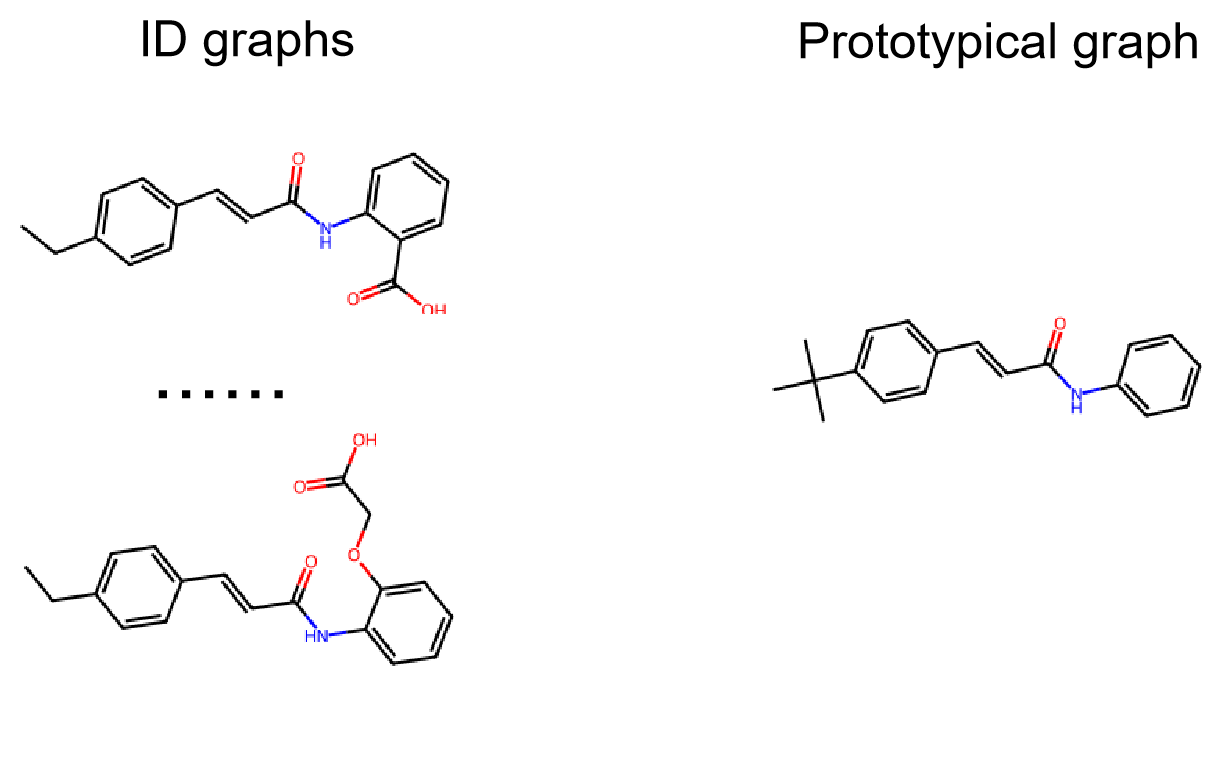 ID graphs
Prototypical graph
O
N
H
O
OH
O
N
H
......
OH
O
O
O
HN